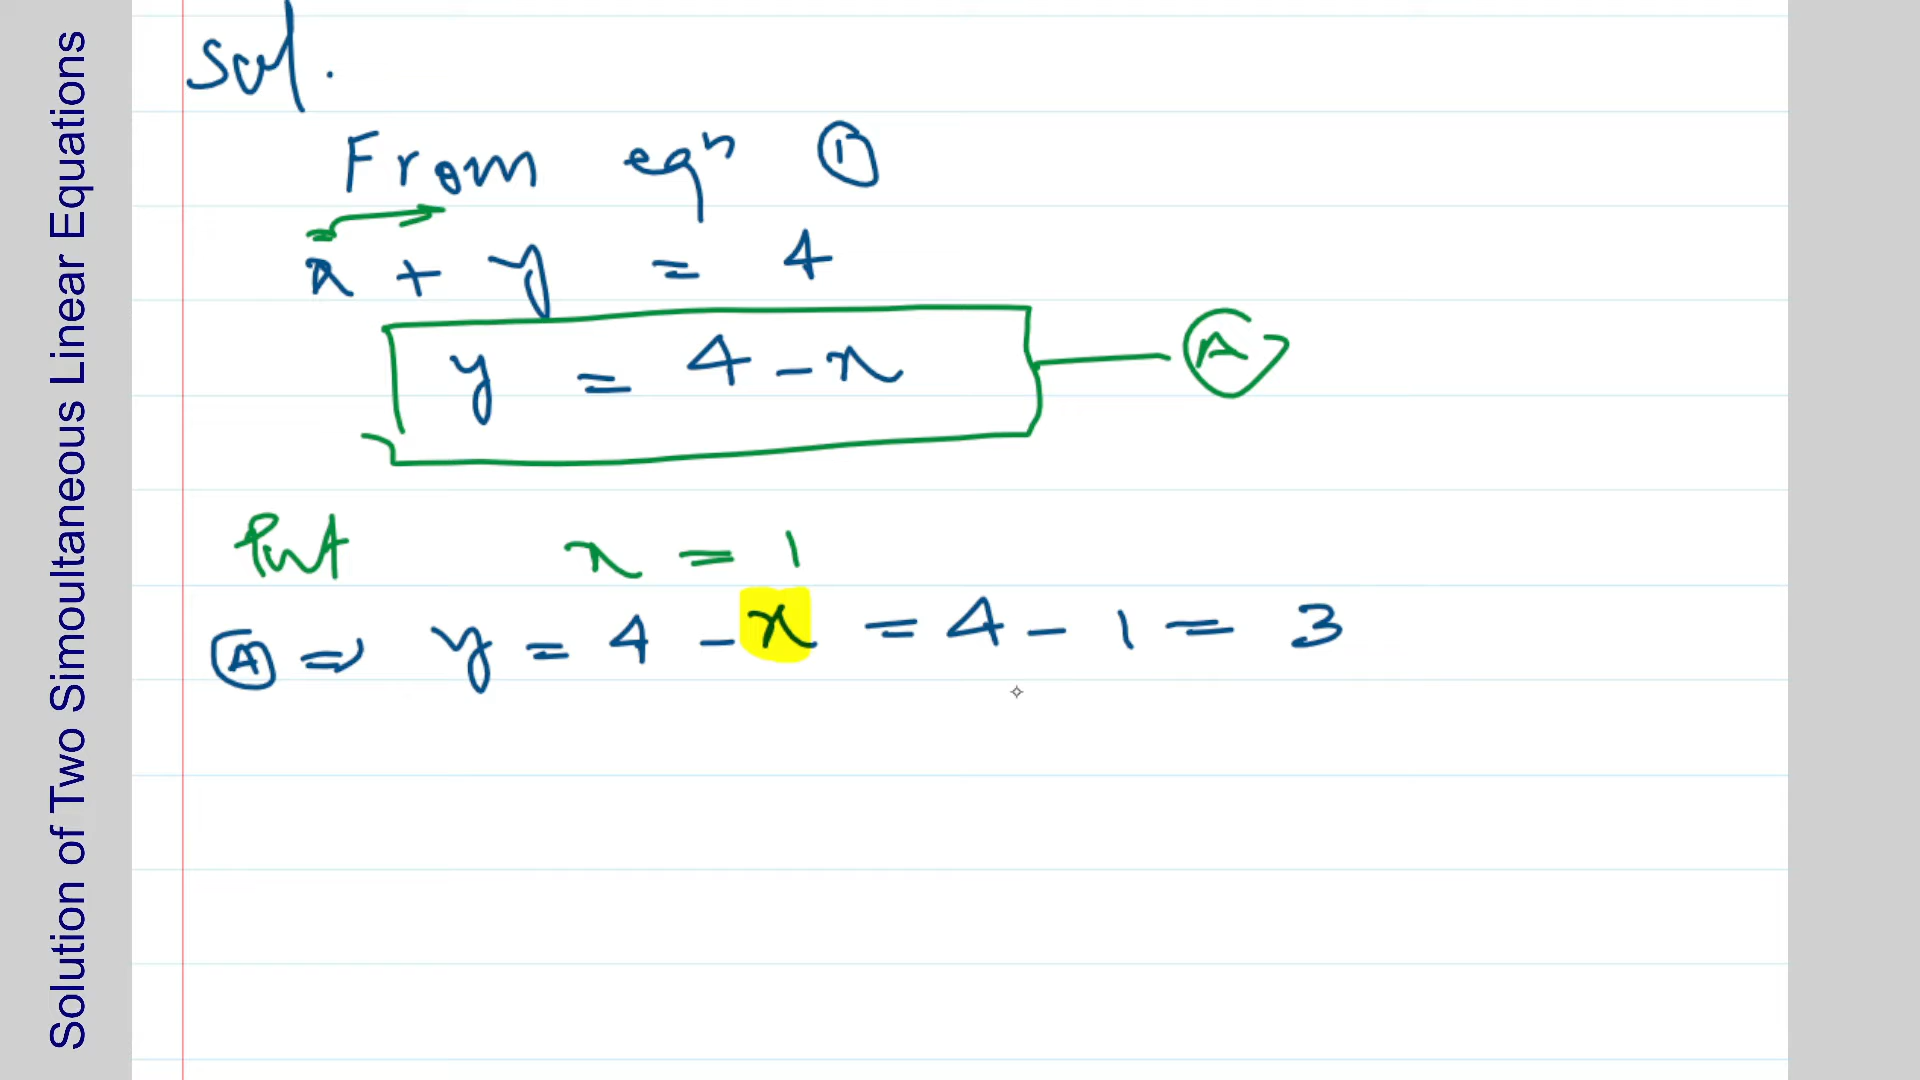 Solution of Two Simoultaneous Linear Equations
Sol.
From eqⁿ ①
x + y = 4
y = 4 - x Ⓐ
Put x = 1
Ⓐ ⇒ y = 4 - x = 4 - 1 = 3